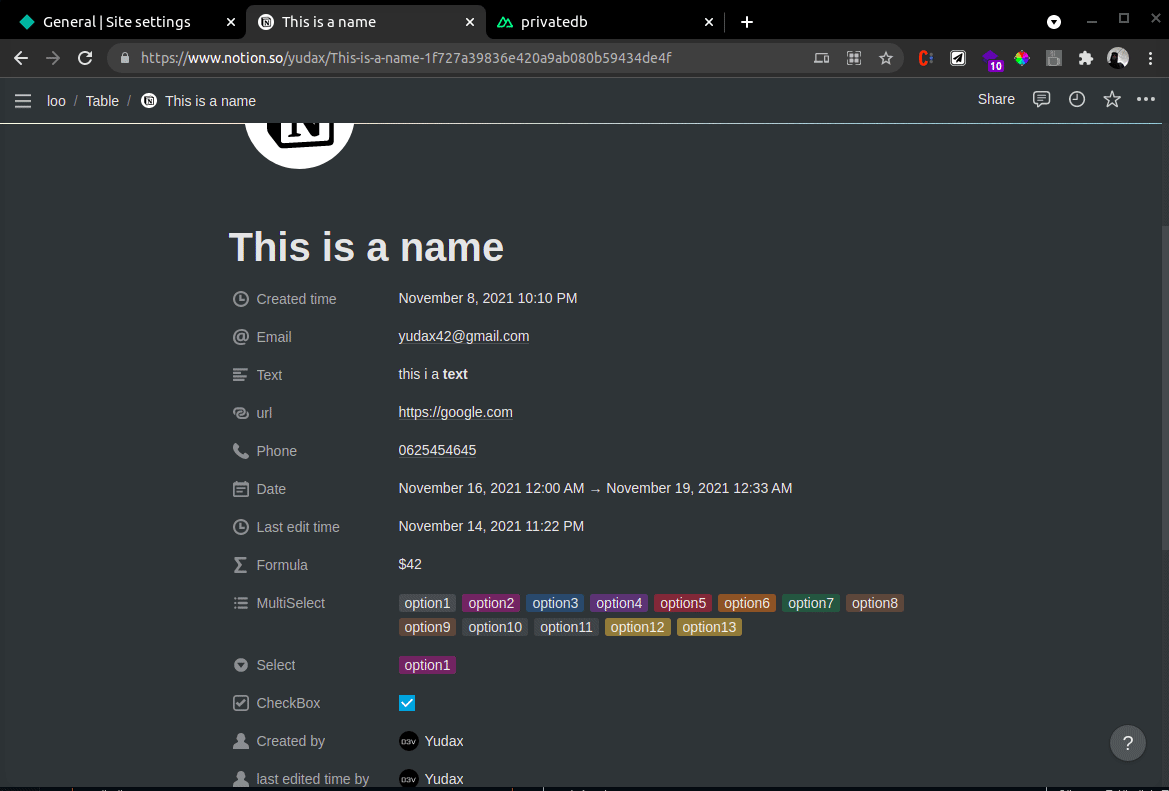 General | Site settings
This is a name
privatedb
https://www.notion.so/yudax/This-is-a-name-1f727a39836e420a9ab080b59434de4f
10
loo / Table / This is a name
Share
N
This is a name
Created time November 8, 2021 10:10 PM
Email yudax42@gmail.com
Text this i a text
url https://google.com
Phone 0625454645
Date November 16, 2021 12:00 AM → November 19, 2021 12:33 AM
Last edit time November 14, 2021 11:22 PM
Formula $42
MultiSelect option1 option2 option3 option4 option5 option6 option7 option8
option9 option10 option11 option12 option13
Select option1
CheckBox
Created by D3V Yudax
last edited time by D3V Yudax
?